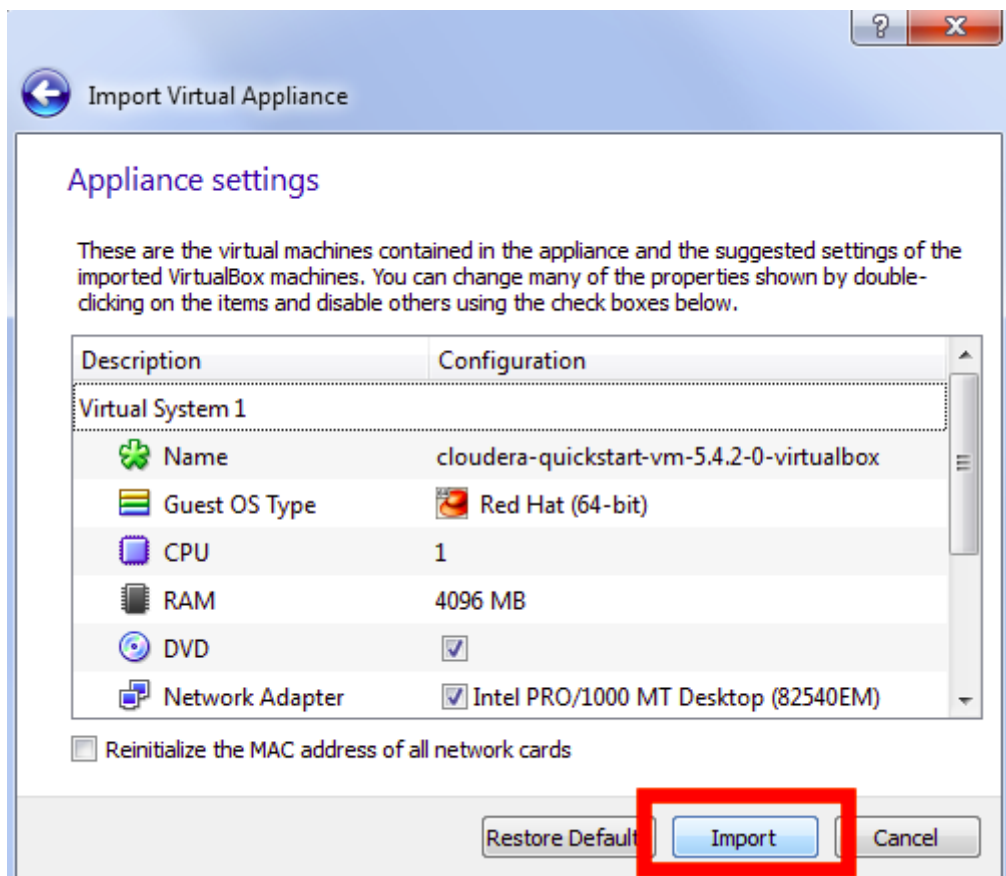 ?
X
Import Virtual Appliance
Appliance settings
These are the virtual machines contained in the appliance and the suggested settings of the
imported VirtualBox machines. You can change many of the properties shown by double-
clicking on the items and disable others using the check boxes below.
Description Configuration
Virtual System 1
Name cloudera-quickstart-vm-5.4.2-0-virtualbox
Guest OS Type Red Hat (64-bit)
CPU 1
RAM 4096 MB
DVD
Network Adapter Intel PRO/1000 MT Desktop (82540EM)
Reinitialize the MAC address of all network cards
Restore Default Import Cancel